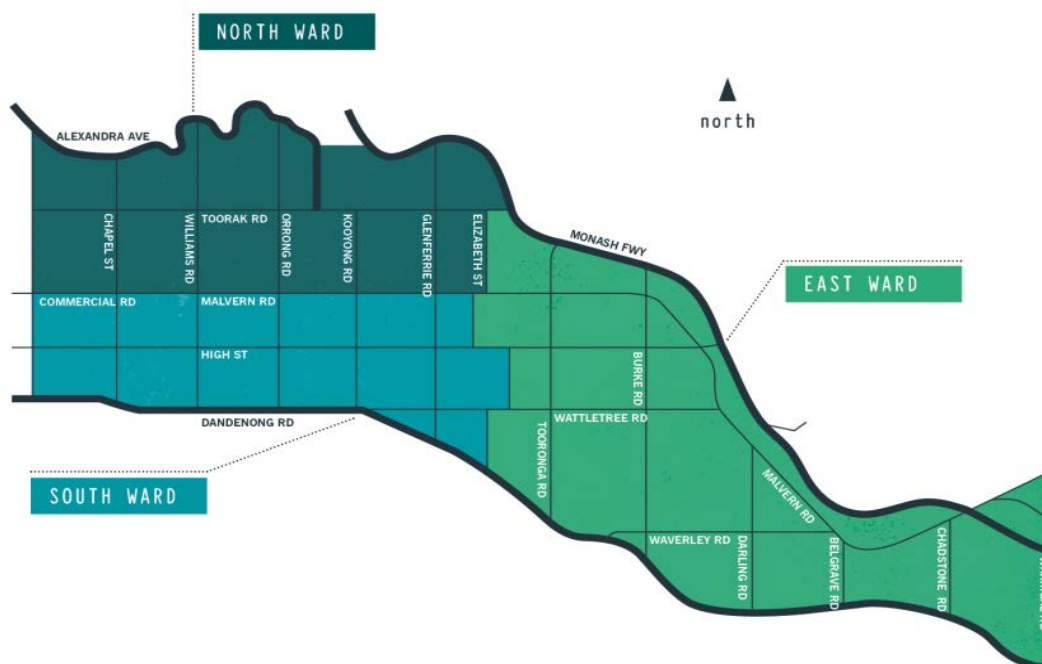 NORTH WARD
north
ALEXANDRA AVE
CHAPEL ST
WILLIAMS RD
TOORAK RD
ORRONG RD
KOOYONG RD
GLENFERRIE RD
ELIZABETH ST
MONASH FWY
EAST WARD
COMMERCIAL RD
MALVERN RD
HIGH ST
BURKE RD
DANDENONG RD
WATTLETREE RD
TOORONGA RD
SOUTH WARD
MALVERN RD
WAVERLEY RD
DARLING RD
BELGRAVE RD
CHADSTONE RD